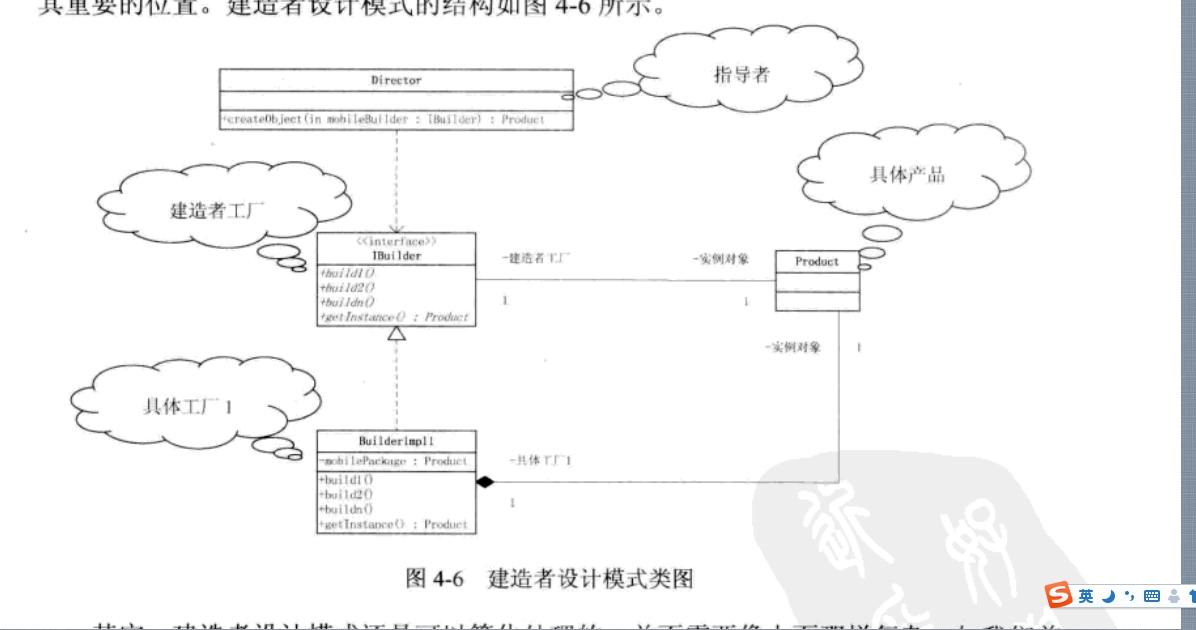 其重要的位置。建造者设计模式的结构如图 4-6 所示。
指导者
Director
+createObject(in mobileBuilder : IBuilder) : Product
具体产品
建造者工厂
<<interface>>
IBuilder
+build1()
+build2()
+buildn()
+getInstance() : Product
-建造者工厂
1
-实例对象
1
Product
-实例对象
1
具体工厂 1
BuilderImpl1
-mobilePackage : Product
+build1()
+build2()
+buildn()
+getInstance() : Product
-具体工厂1
1
图 4-6 建造者设计模式类图
英